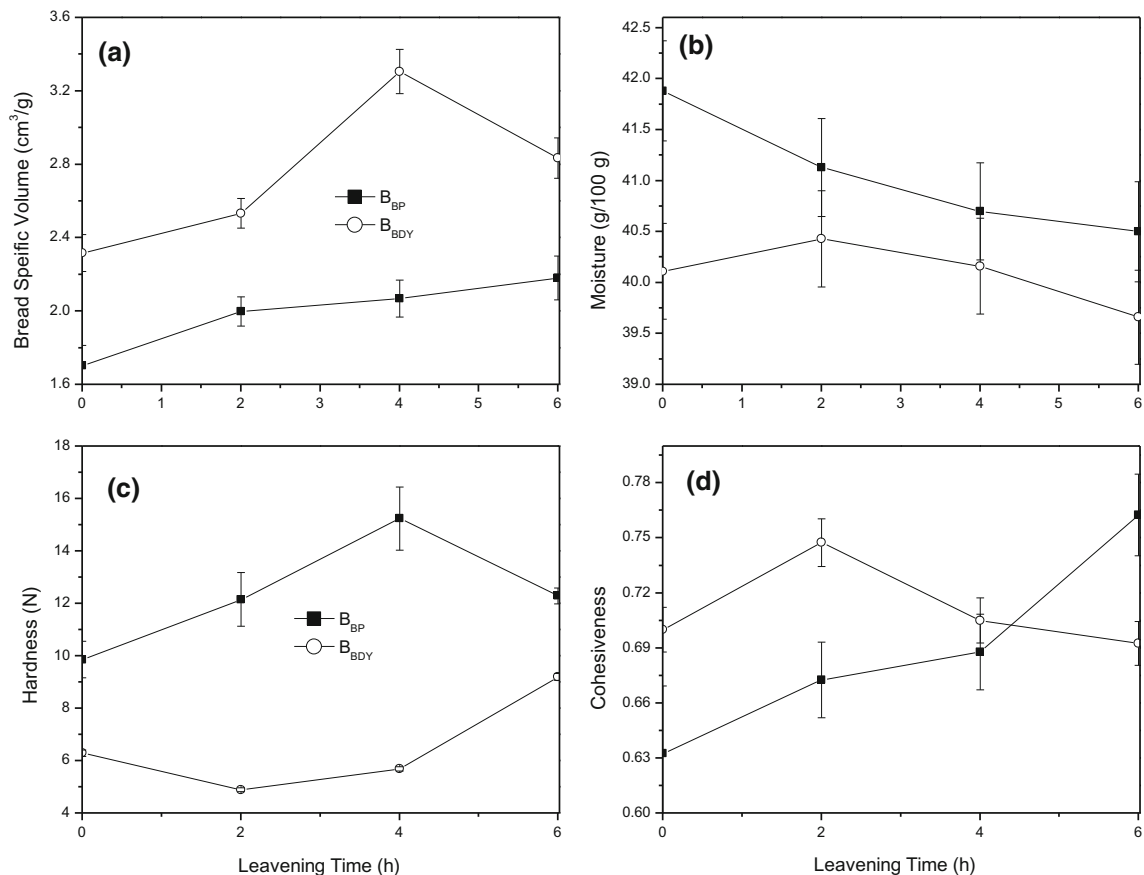 (a)
Bread Speific Volume (cm³/g)
3.6
3.2
2.8
2.4
2.0
1.6
B_BP
B_BDY
0 1 2 3 4 5 6
(b)
Moisture (g/100 g)
42.5
42.0
41.5
41.0
40.5
40.0
39.5
39.0
0 1 2 3 4 5 6
(c)
Hardness (N)
18
16
14
12
10
8
6
4
B_BP
B_BDY
0 2 4 6
Leavening Time (h)
(d)
Cohesiveness
0.78
0.75
0.72
0.69
0.66
0.63
0.60
0 2 4 6
Leavening Time (h)